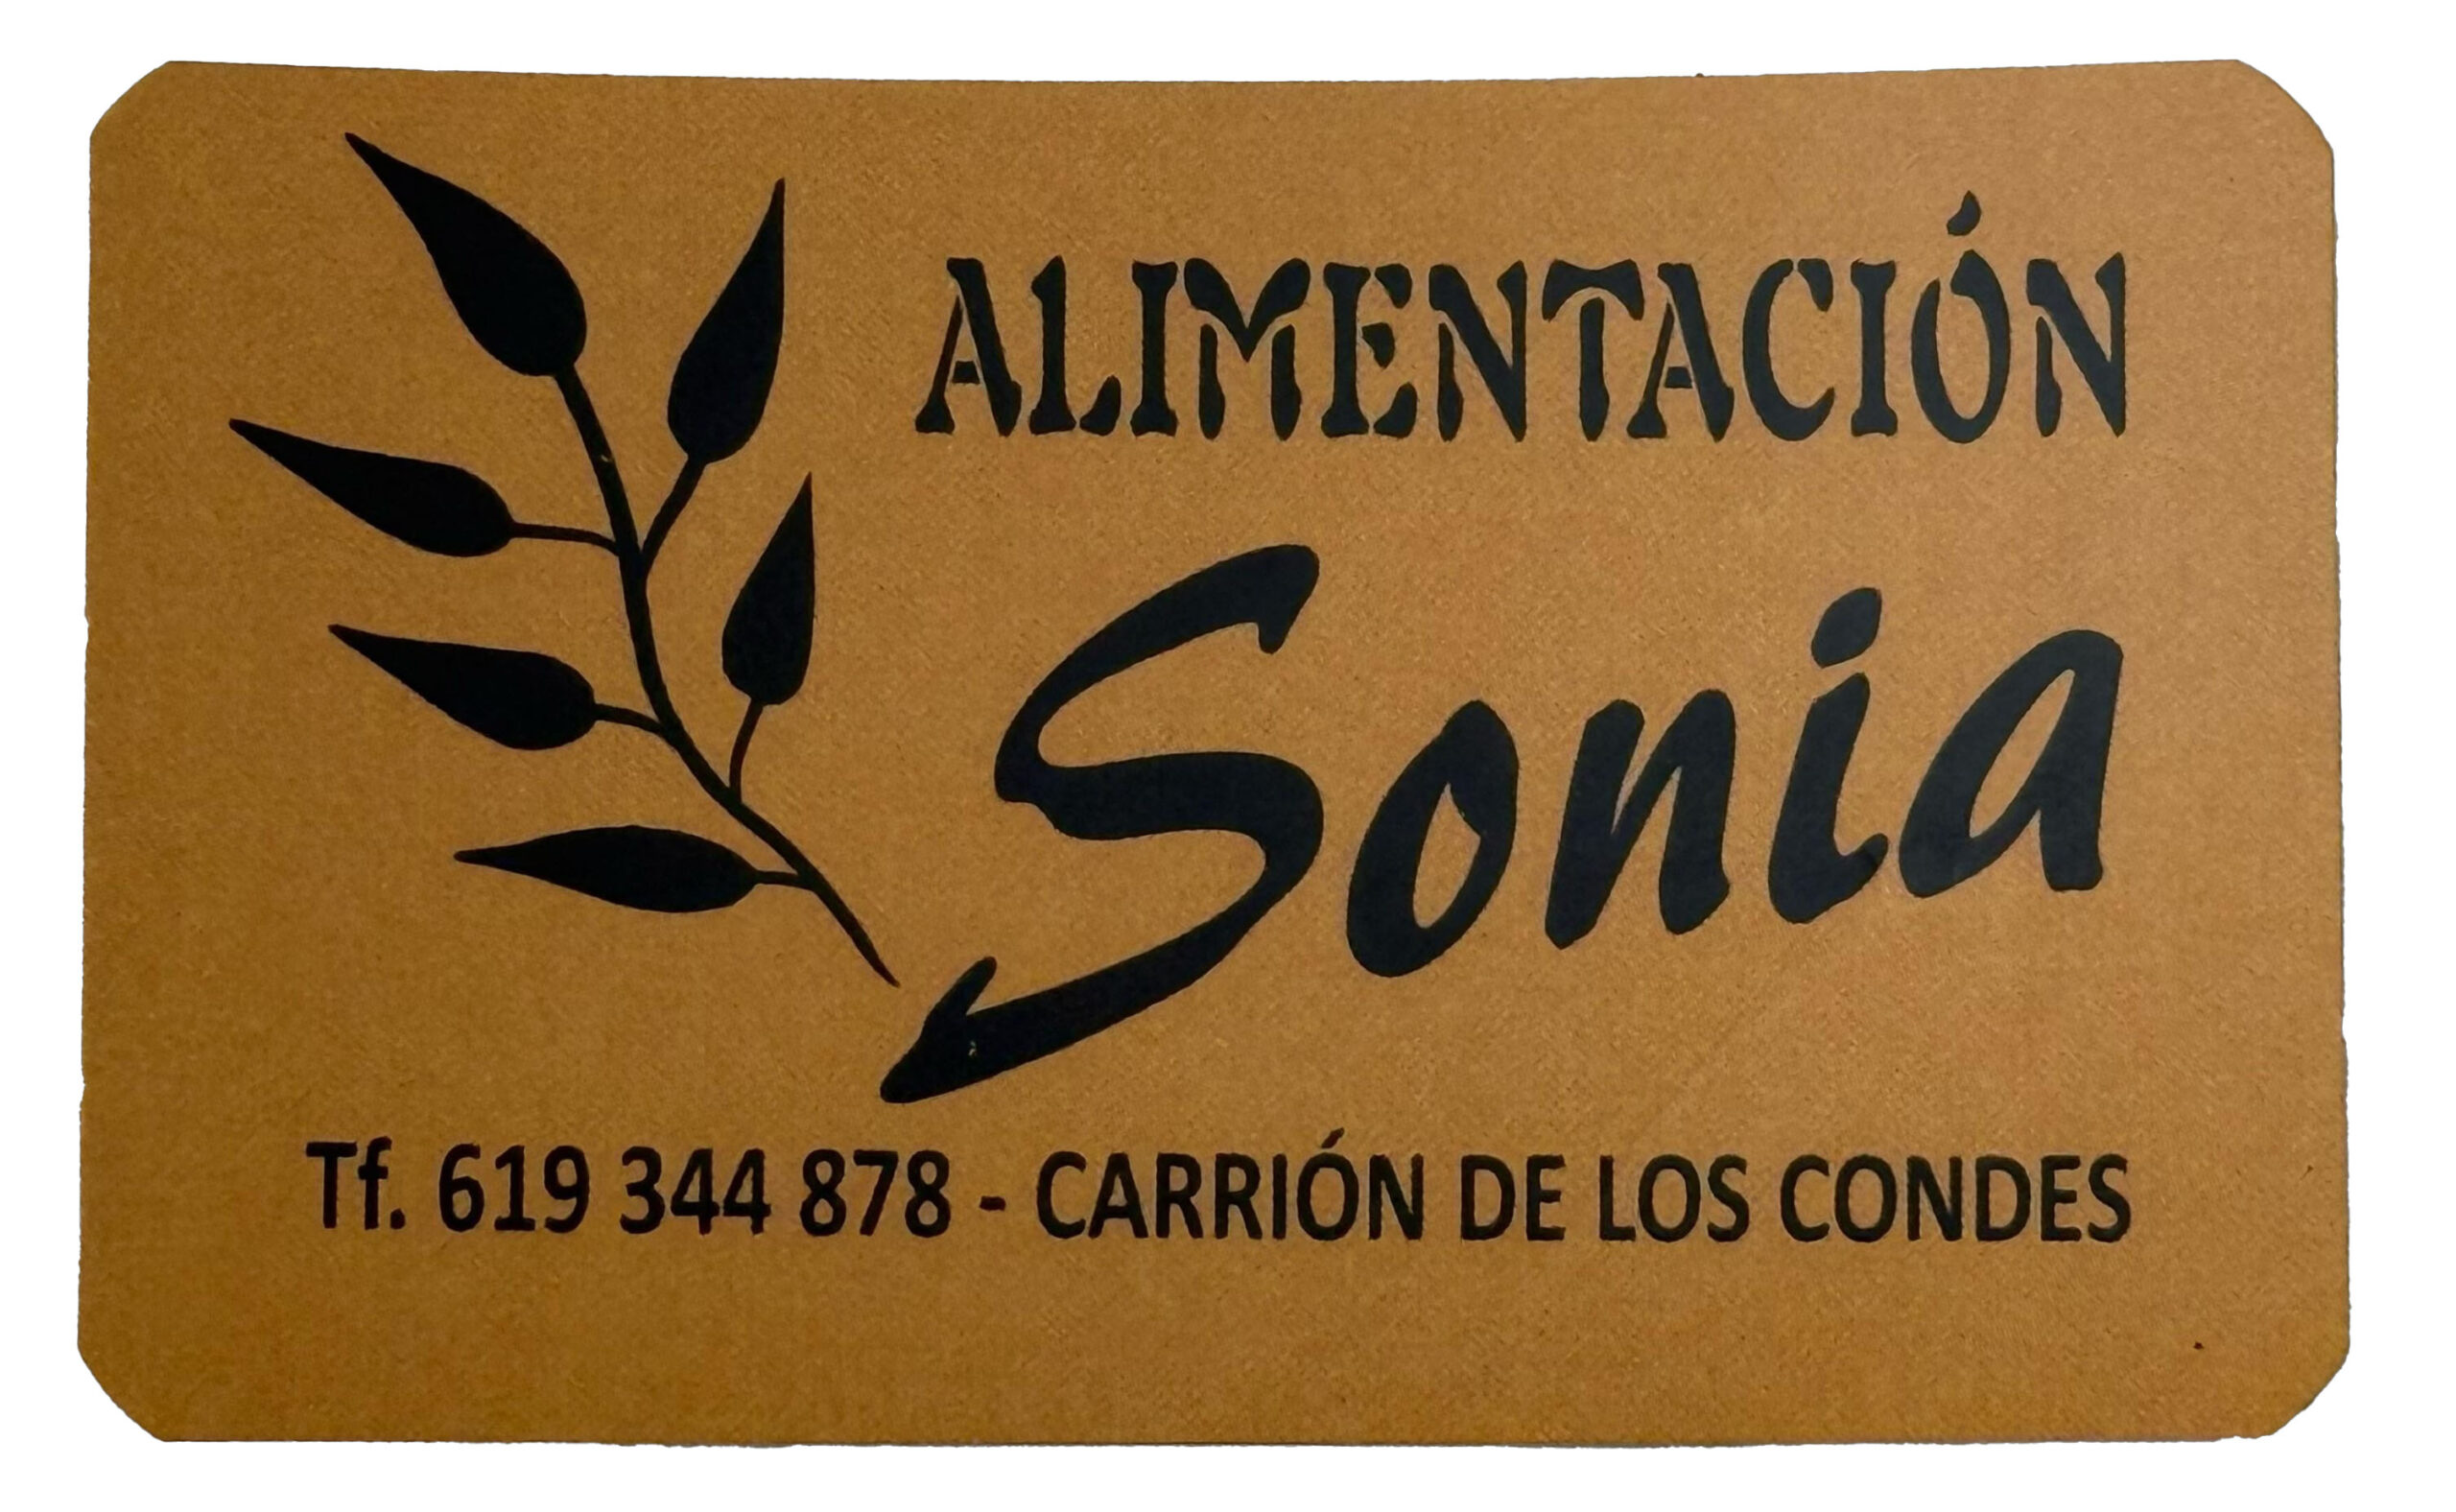 ALIMENTACIÓN
Sonia
Tf. 619 344 878 - CARRIÓN DE LOS CONDES